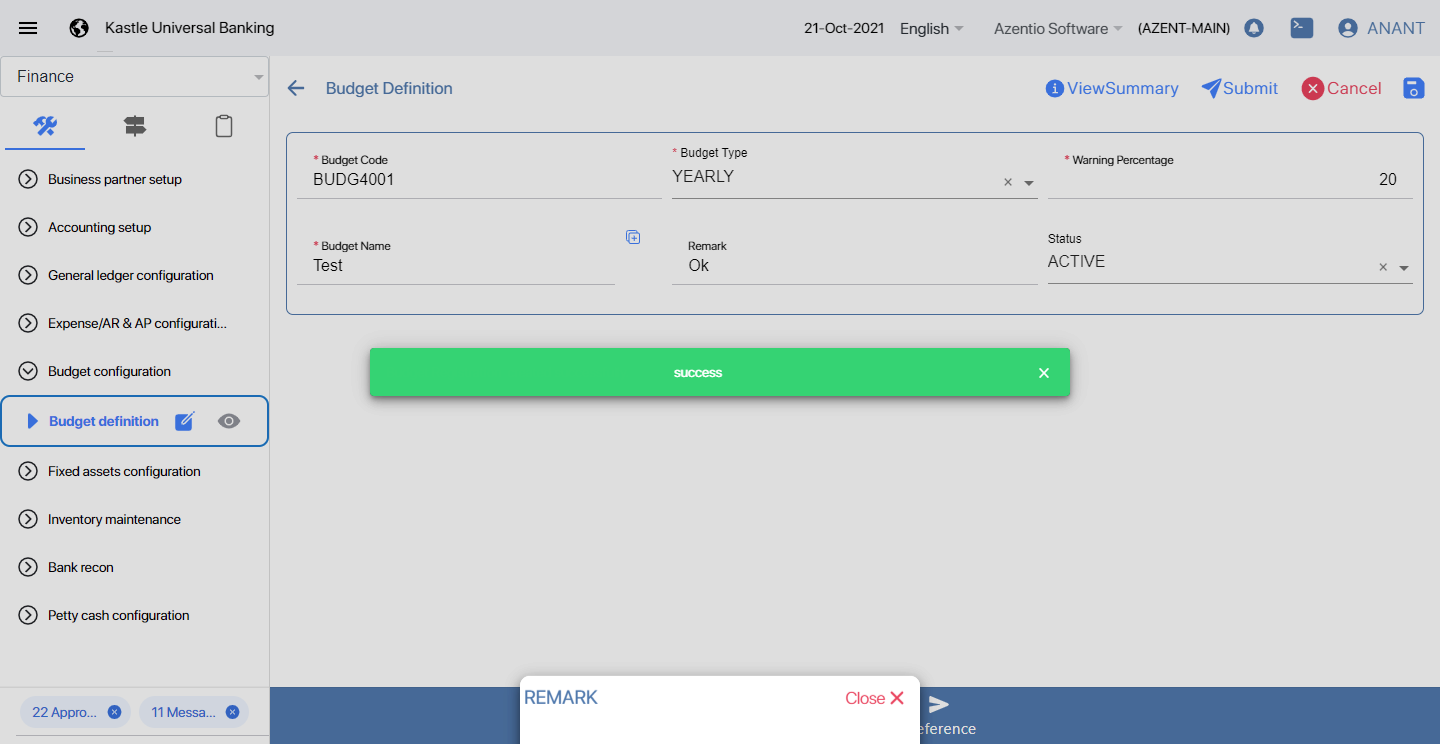 Kastle Universal Banking
21-Oct-2021
English
Azentio Software
(AZENT-MAIN)
ANANT
Finance
Business partner setup
Accounting setup
General ledger configuration
Expense/AR & AP configurati...
Budget configuration
Budget definition
Fixed assets configuration
Inventory maintenance
Bank recon
Petty cash configuration
22 Appro...
11 Messa...
Budget Definition
ViewSummary
Submit
Cancel
* Budget Code
BUDG4001
* Budget Type
YEARLY
* Warning Percentage
20
* Budget Name
Test
Remark
Ok
Status
ACTIVE
success
REMARK
Close
eference